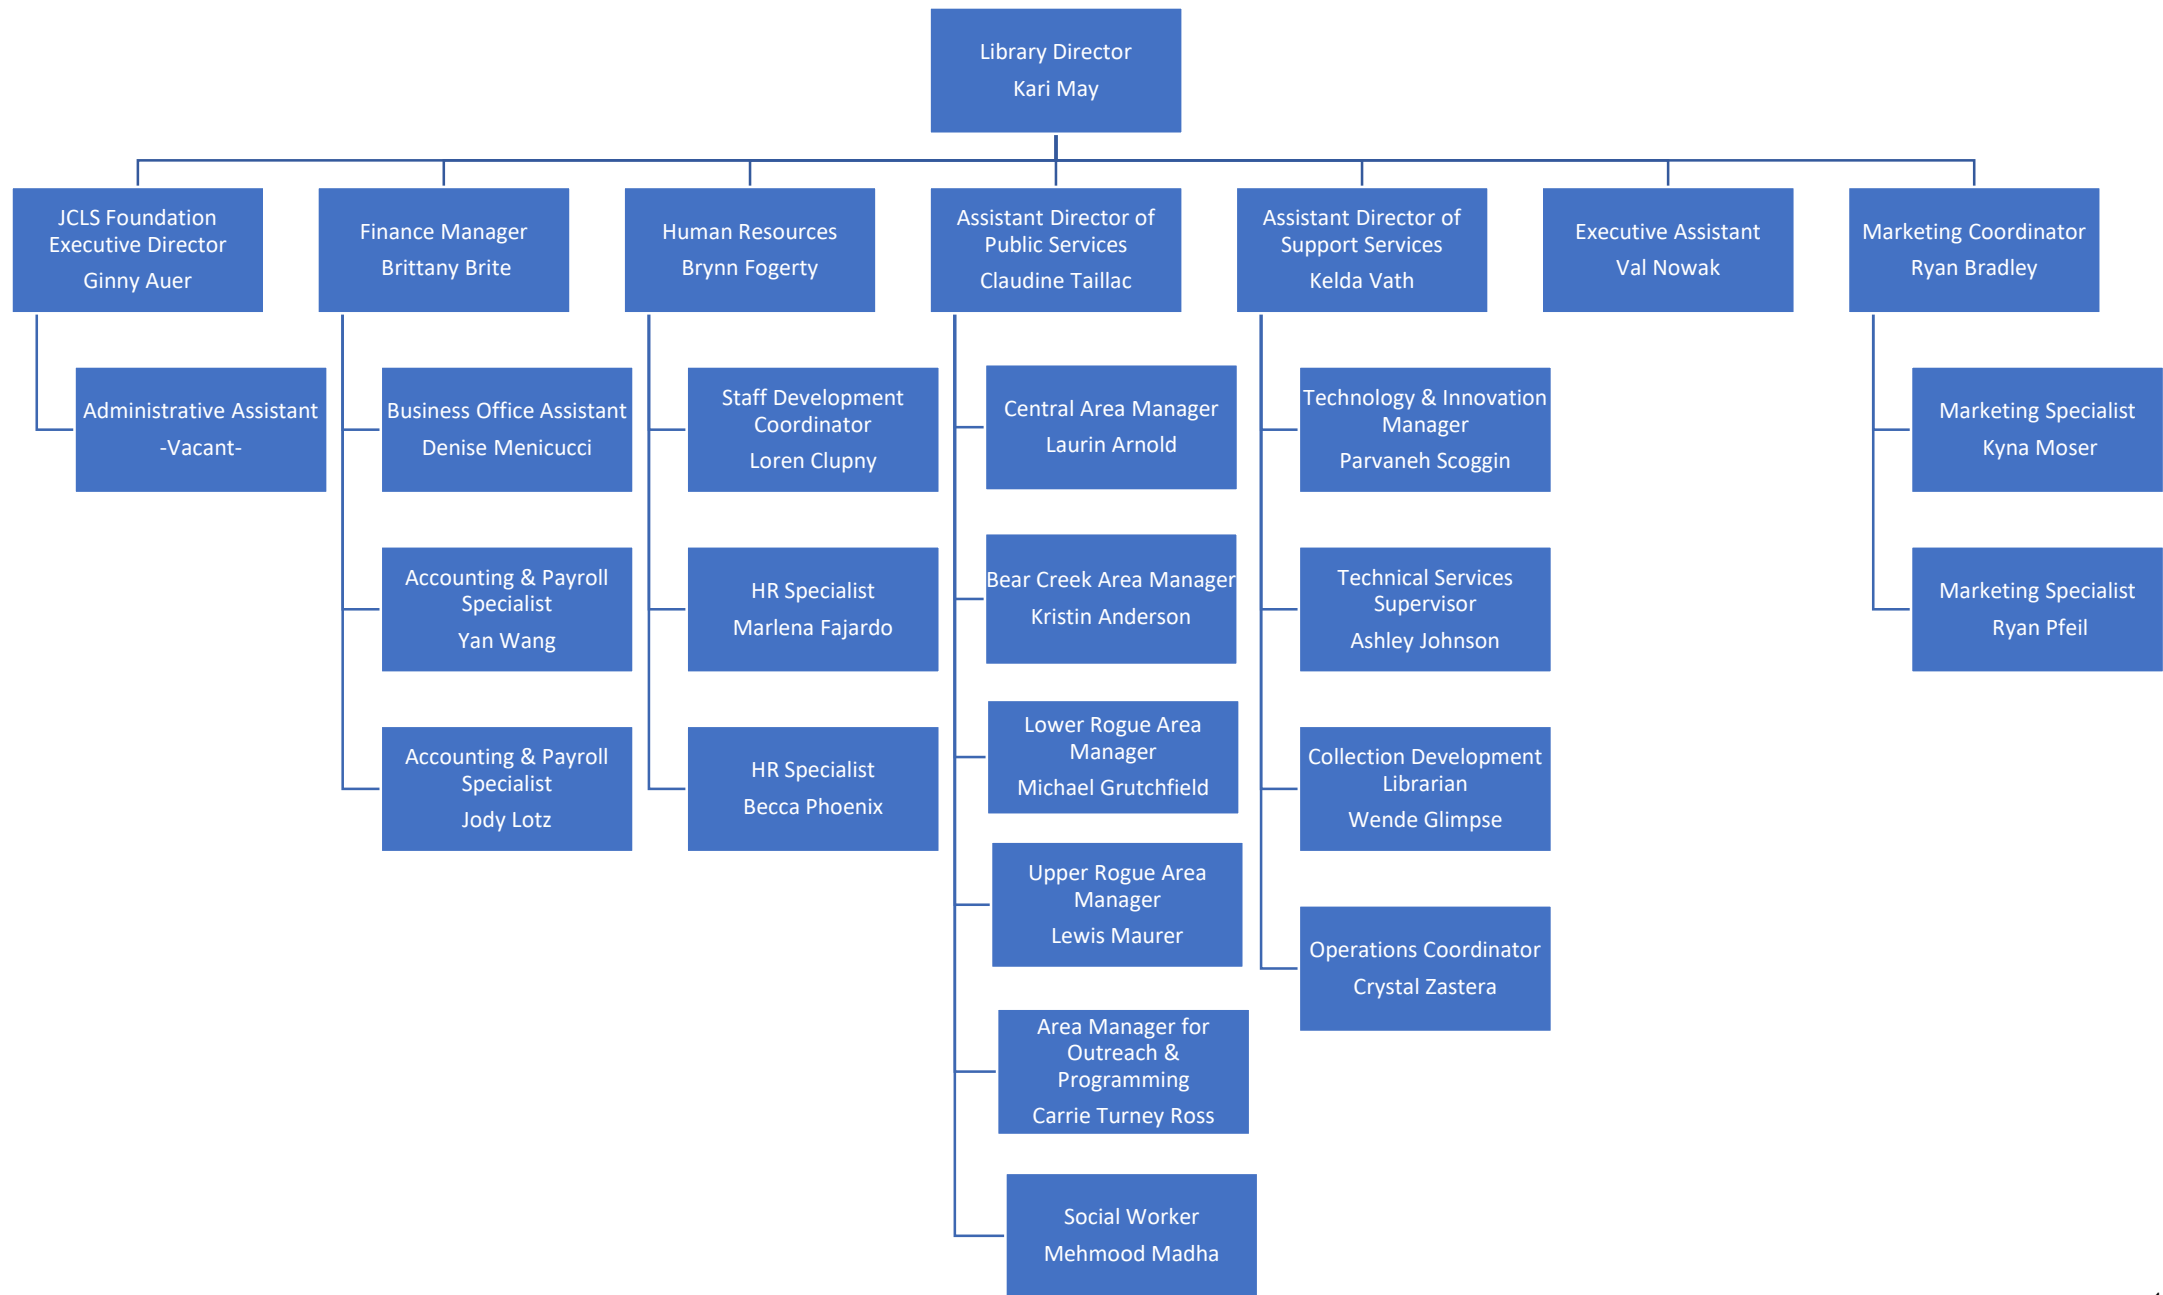 Library Director
Kari May
JCLS Foundation
Executive Director
Ginny Auer
Finance Manager
Brittany Brite
Human Resources
Brynn Fogerty
Assistant Director of
Public Services
Claudine Taillac
Assistant Director of
Support Services
Kelda Vath
Executive Assistant
Val Nowak
Marketing Coordinator
Ryan Bradley
Administrative Assistant
-Vacant-
Business Office Assistant
Denise Menicucci
Accounting & Payroll
Specialist
Yan Wang
Accounting & Payroll
Specialist
Jody Lotz
Staff Development
Coordinator
Loren Clupny
HR Specialist
Marlena Fajardo
HR Specialist
Becca Phoenix
Central Area Manager
Laurin Arnold
Bear Creek Area Manager
Kristin Anderson
Lower Rogue Area
Manager
Michael Grutchfield
Upper Rogue Area
Manager
Lewis Maurer
Area Manager for
Outreach &
Programming
Carrie Turney Ross
Social Worker
Mehmood Madha
Technology & Innovation
Manager
Parvaneh Scoggin
Technical Services
Supervisor
Ashley Johnson
Collection Development
Librarian
Wende Glimpse
Operations Coordinator
Crystal Zastera
Marketing Specialist
Kyna Moser
Marketing Specialist
Ryan Pfeil